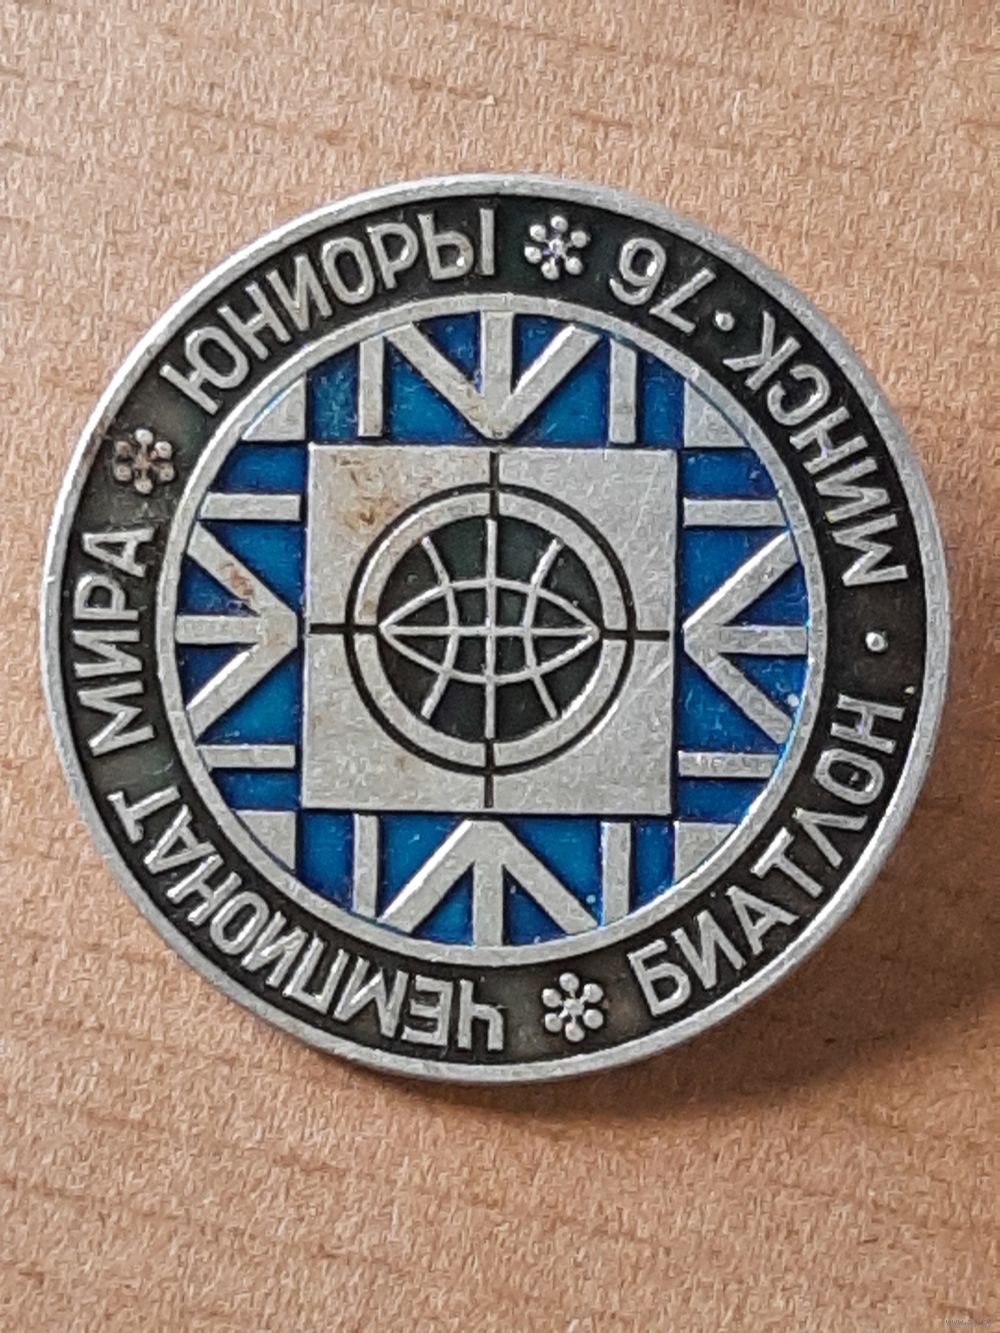 ЧЕМПИОНАТ МИРА
ЮНИОРЫ
БИАТЛОН · МИНСК · 76